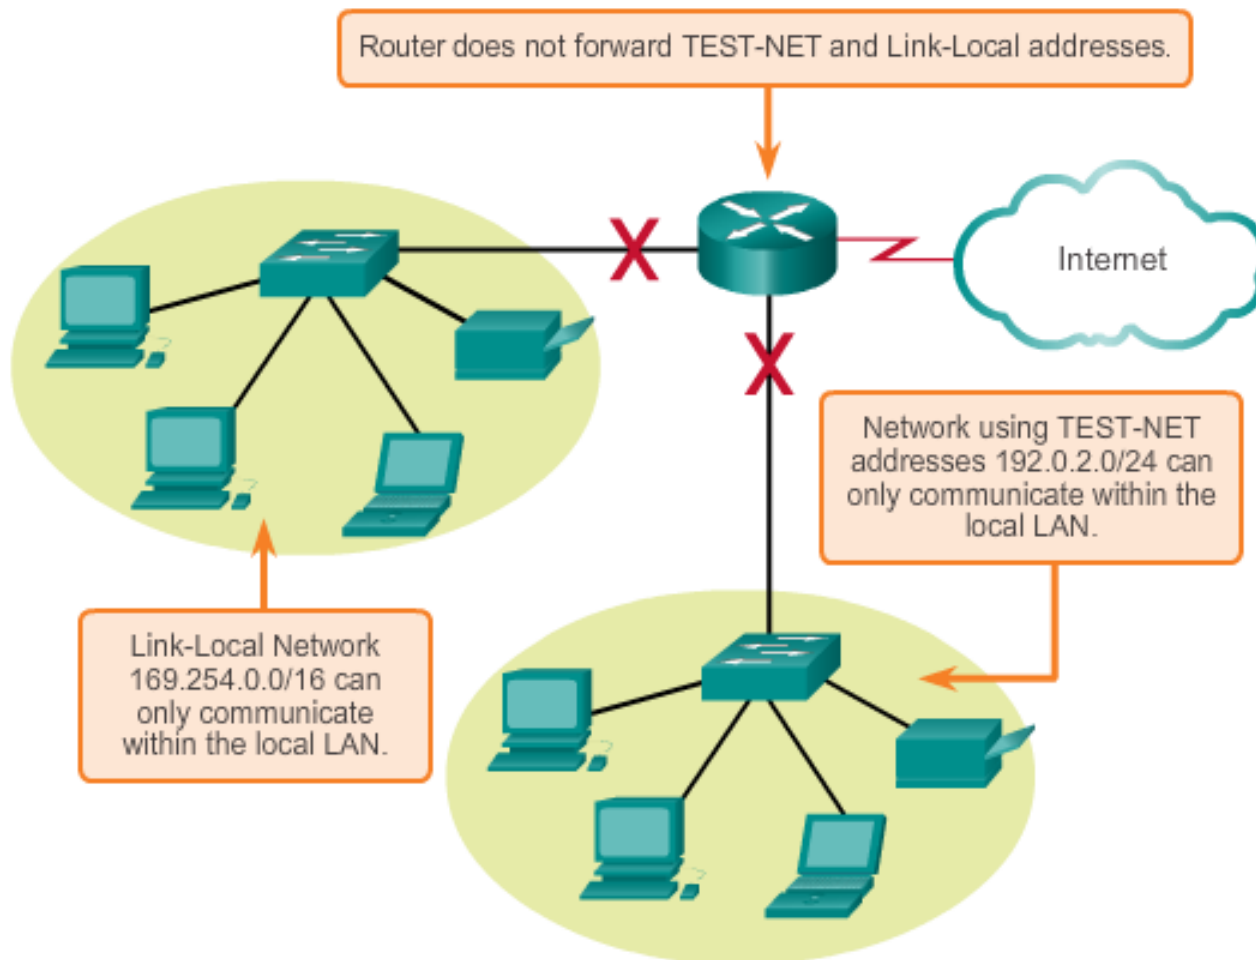 Router does not forward TEST-NET and Link-Local addresses.
Internet
Network using TEST-NET
addresses 192.0.2.0/24 can
only communicate within the
local LAN.
Link-Local Network
169.254.0.0/16 can
only communicate
within the local LAN.